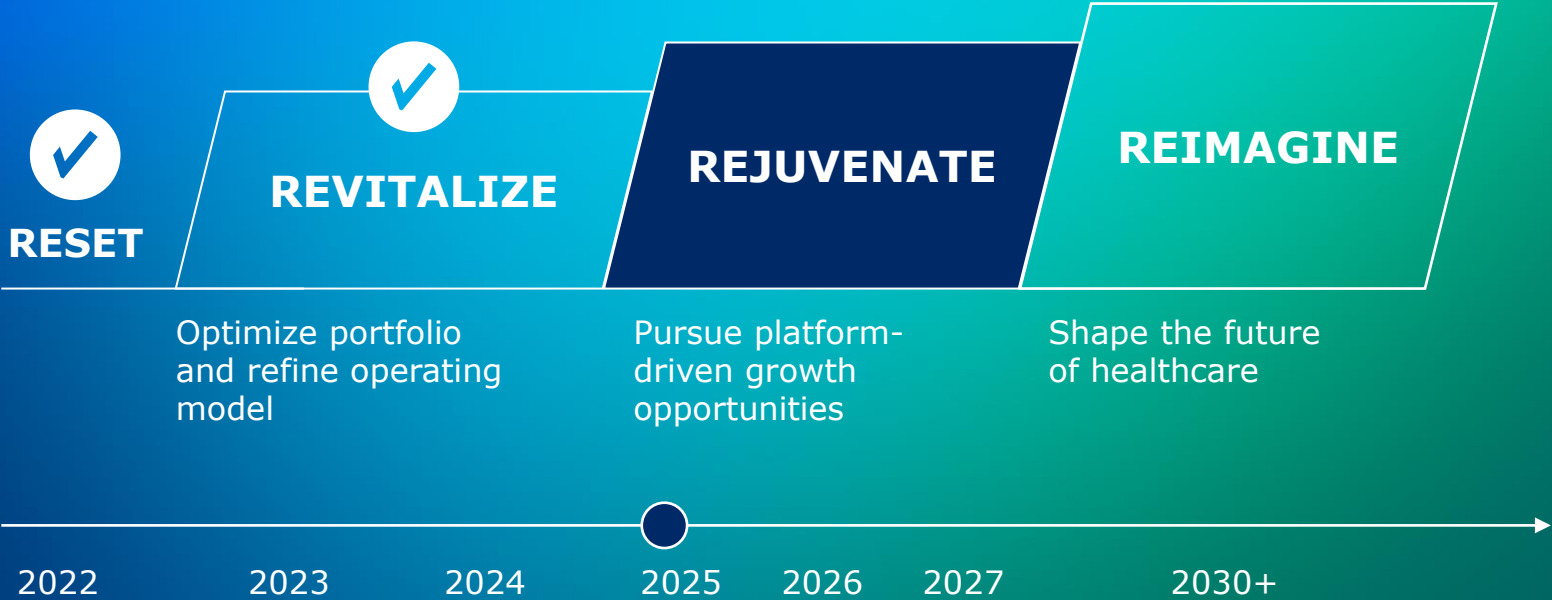 RESET
REVITALIZE
REJUVENATE
REIMAGINE
Optimize portfolio
and refine operating
model
Pursue platform-
driven growth
opportunities
Shape the future
of healthcare
2022
2023
2024
2025
2026
2027
2030+